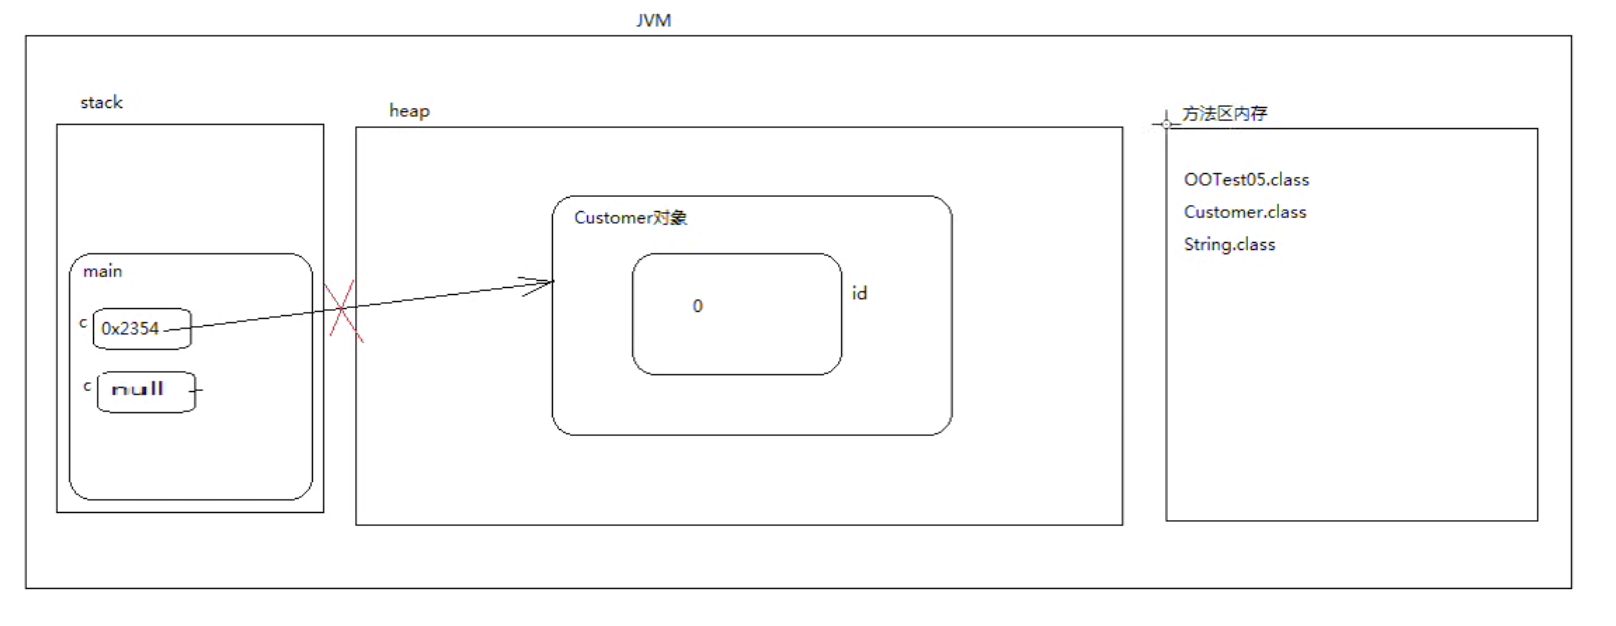 JVM
stack
heap
方法区内存
OOTest05.class
Customer.class
String.class
Customer对象
main
c
0x2354
c
null
0
id